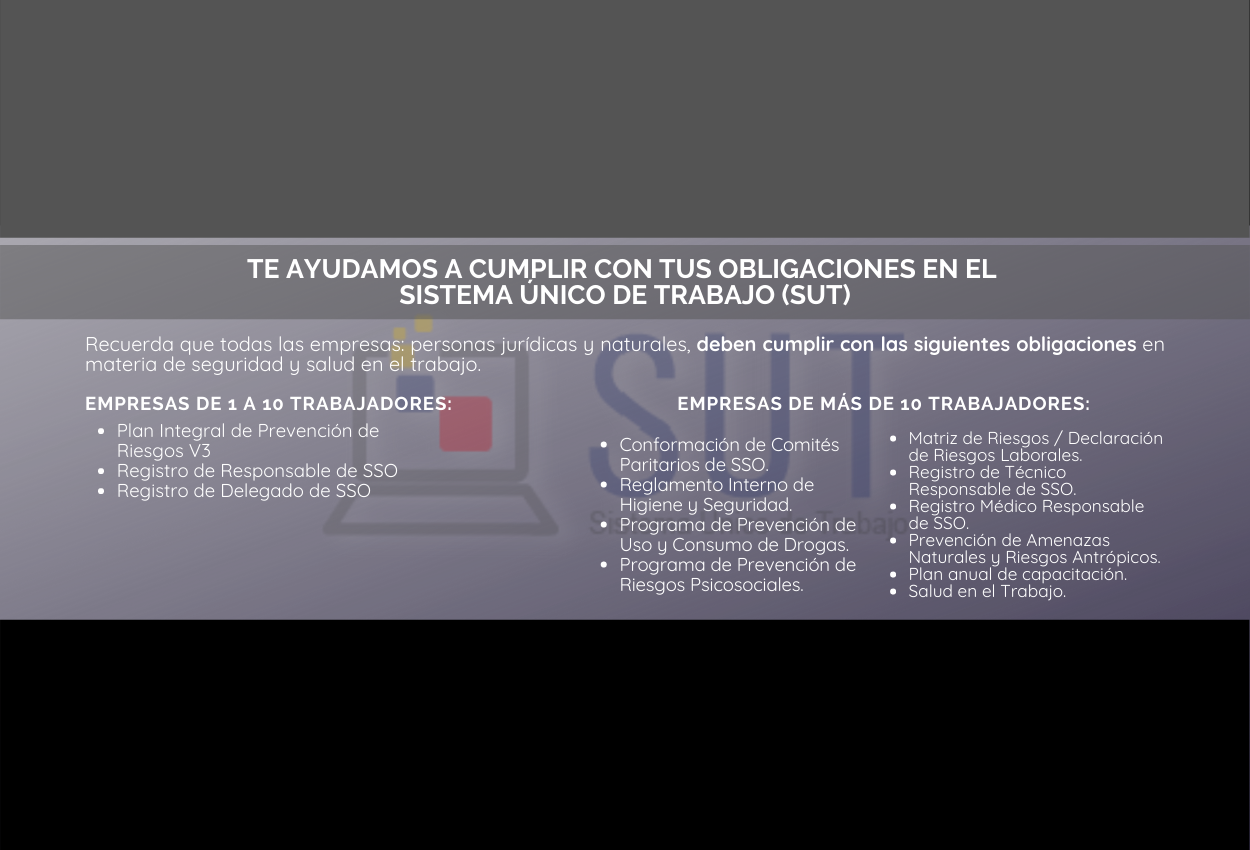 TE AYUDAMOS A CUMPLIR CON TUS OBLIGACIONES EN EL
SISTEMA ÚNICO DE TRABAJO (SUT)
Recuerda que todas las empresas: personas jurídicas y naturales, deben cumplir con las siguientes obligaciones en
materia de seguridad y salud en el trabajo.
EMPRESAS DE 1 A 10 TRABAJADORES:
• Plan Integral de Prevención de
Riesgos V3
• Registro de Responsable de SSO
• Registro de Delegado de SSO
EMPRESAS DE MÁS DE 10 TRABAJADORES:
• Conformación de Comités
Paritarios de SSO.
• Reglamento Interno de
Higiene y Seguridad.
• Programa de Prevención de
Uso y Consumo de Drogas.
• Programa de Prevención de
Riesgos Psicosociales.
• Matriz de Riesgos / Declaración
de Riesgos Laborales.
• Registro de Técnico
Responsable de SSO.
• Registro Médico Responsable
de SSO.
• Prevención de Amenazas
Naturales y Riesgos Antrópicos.
• Plan anual de capacitación.
• Salud en el Trabajo.
SUT